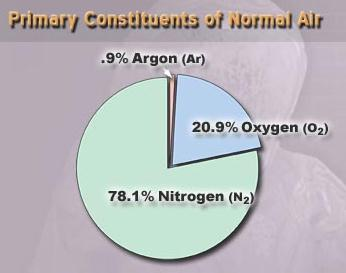 Primary Constituents of Normal Air
.9% Argon (Ar)
20.9% Oxygen (O₂)
78.1% Nitrogen (N₂)